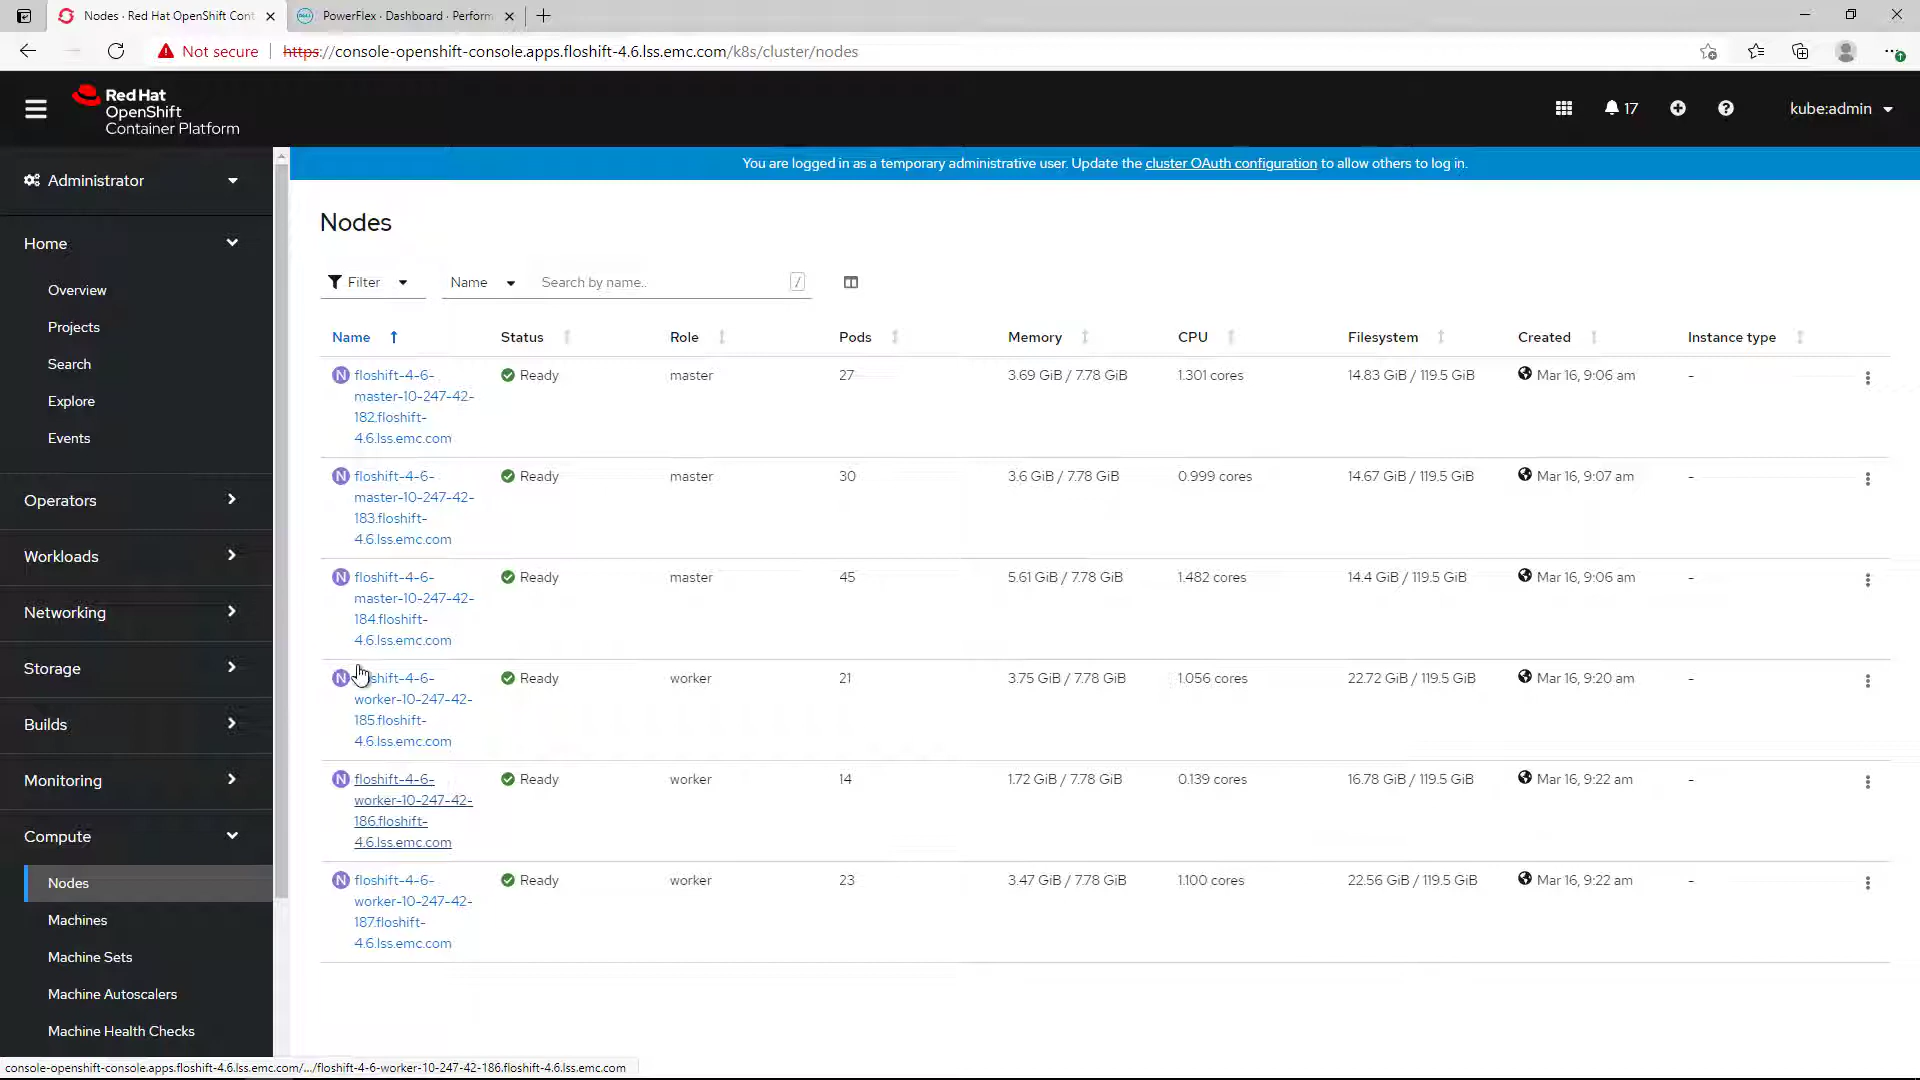 Nodes · Red Hat OpenShift Cont
PowerFlex · Dashboard · Perform
Not secure
https://console-openshift-console.apps.floshift-4.6.lss.emc.com/k8s/cluster/nodes
Red Hat
OpenShift
Container Platform
17
kube:admin
You are logged in as a temporary administrative user. Update the cluster OAuth configuration to allow others to log in.
Administrator
Home
Overview
Projects
Search
Explore
Events
Operators
Workloads
Networking
Storage
Builds
Monitoring
Compute
Nodes
Machines
Machine Sets
Machine Autoscalers
Machine Health Checks
Nodes
Filter
Name
Search by name..
/
Name Status Role Pods Memory CPU Filesystem Created Instance type
N floshift-4-6- Ready master 27 3.69 GiB / 7.78 GiB 1.301 cores 14.83 GiB / 119.5 GiB Mar 16, 9:06 am -
master-10-247-42-
182.floshift-
4.6.lss.emc.com
N floshift-4-6- Ready master 30 3.6 GiB / 7.78 GiB 0.999 cores 14.67 GiB / 119.5 GiB Mar 16, 9:07 am -
master-10-247-42-
183.floshift-
4.6.lss.emc.com
N floshift-4-6- Ready master 45 5.61 GiB / 7.78 GiB 1.482 cores 14.4 GiB / 119.5 GiB Mar 16, 9:06 am -
master-10-247-42-
184.floshift-
4.6.lss.emc.com
N shift-4-6- Ready worker 21 3.75 GiB / 7.78 GiB 1.056 cores 22.72 GiB / 119.5 GiB Mar 16, 9:20 am -
worker-10-247-42-
185.floshift-
4.6.lss.emc.com
N floshift-4-6- Ready worker 14 1.72 GiB / 7.78 GiB 0.139 cores 16.78 GiB / 119.5 GiB Mar 16, 9:22 am -
worker-10-247-42-
186.floshift-
4.6.lss.emc.com
N floshift-4-6- Ready worker 23 3.47 GiB / 7.78 GiB 1.100 cores 22.56 GiB / 119.5 GiB Mar 16, 9:22 am -
worker-10-247-42-
187.floshift-
4.6.lss.emc.com
console-openshift-console.apps.floshift-4.6.lss.emc.com/.../floshift-4-6-worker-10-247-42-186.floshift-4.6.lss.emc.com